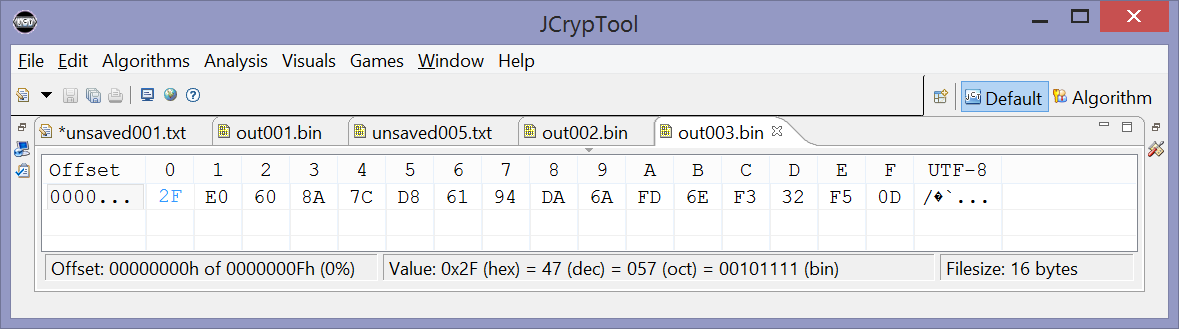 JCrypTool
File Edit Algorithms Analysis Visuals Games Window Help
Default Algorithm
*unsaved001.txt out001.bin unsaved005.txt out002.bin out003.bin
Offset 0 1 2 3 4 5 6 7 8 9 A B C D E F UTF-8
0000... 2F E0 60 8A 7C D8 61 94 DA 6A FD 6E F3 32 F5 0D /�`...
Offset: 00000000h of 0000000Fh (0%) Value: 0x2F (hex) = 47 (dec) = 057 (oct) = 00101111 (bin) Filesize: 16 bytes